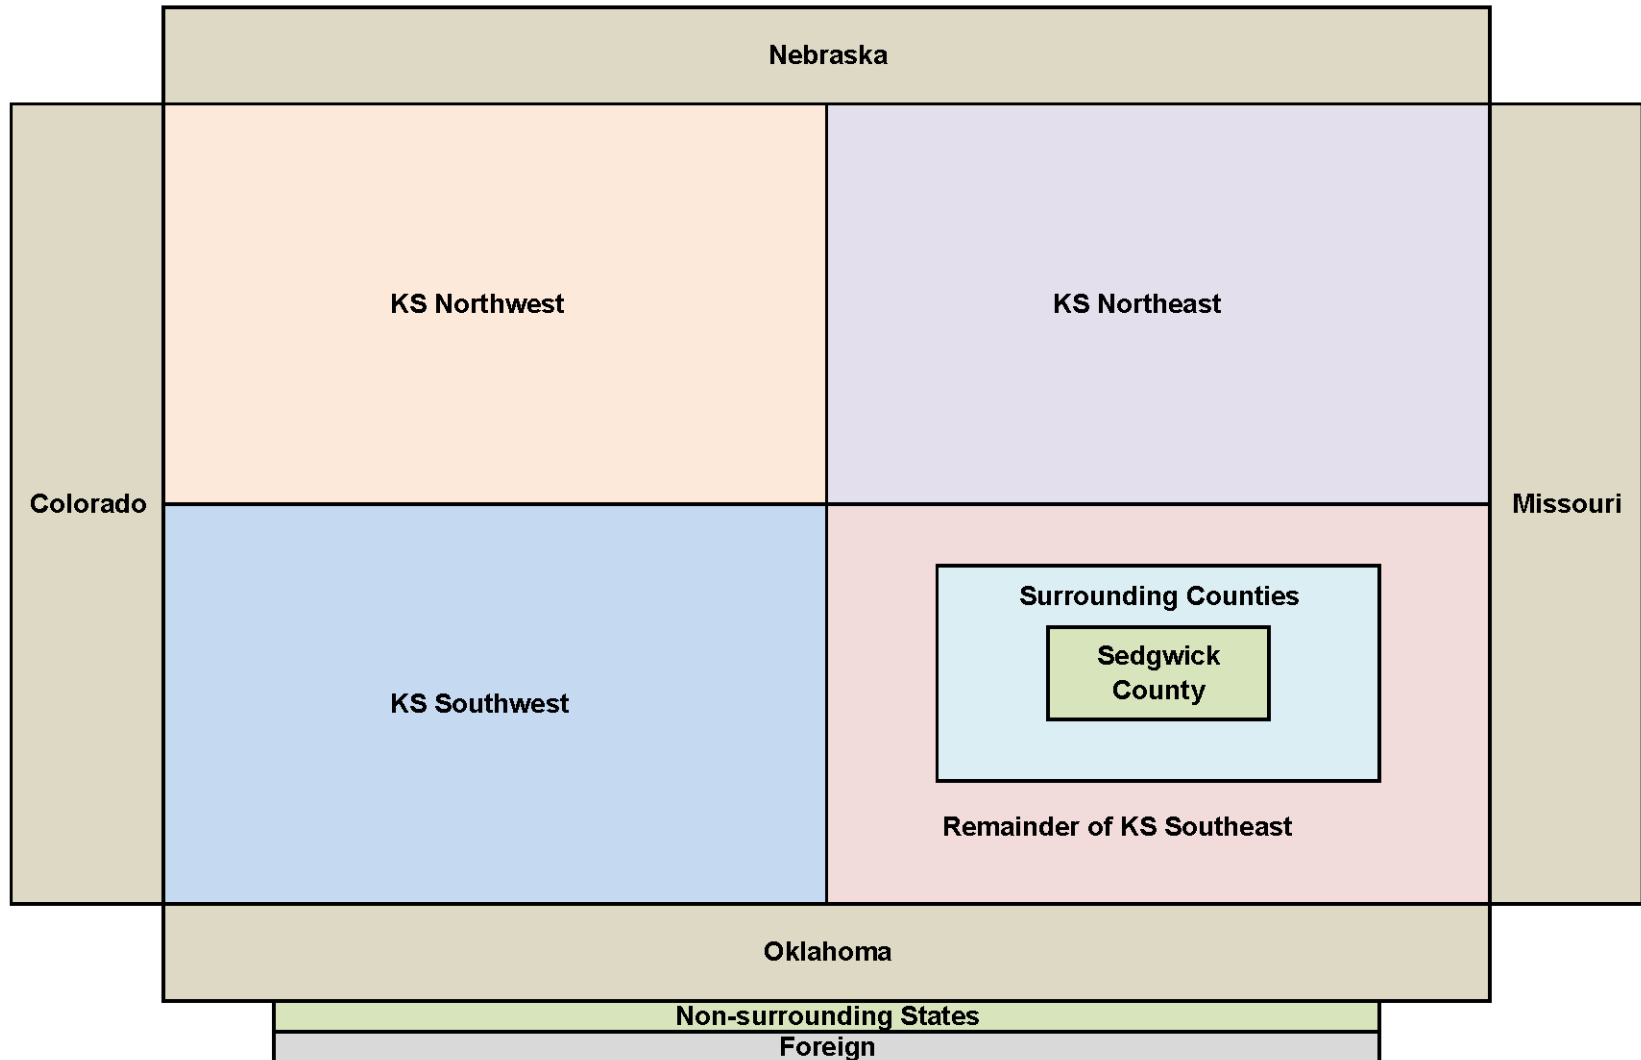 Nebraska
KS Northwest
KS Northeast
Colorado
Missouri
Surrounding Counties
Sedgwick
County
KS Southwest
Remainder of KS Southeast
Oklahoma
Non-surrounding States
Foreign